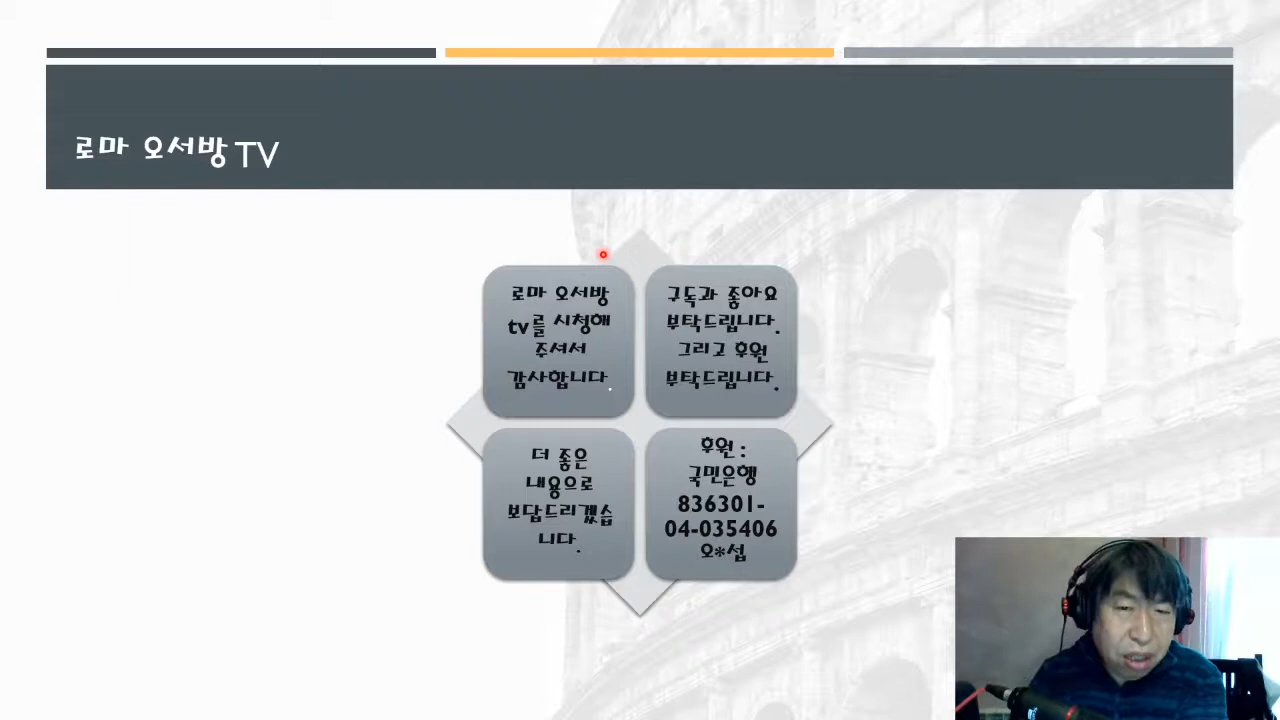 로마 오서방TV
로마 오서방
tv를 시청해
주셔서
감사합니다.
구독과 좋아요
부탁드립니다.
그리고 후원
부탁드립니다.
더 좋은
내용으로
보답드리겠습
니다.
후원 :
국민은행
836301-
04-035406
오*섭